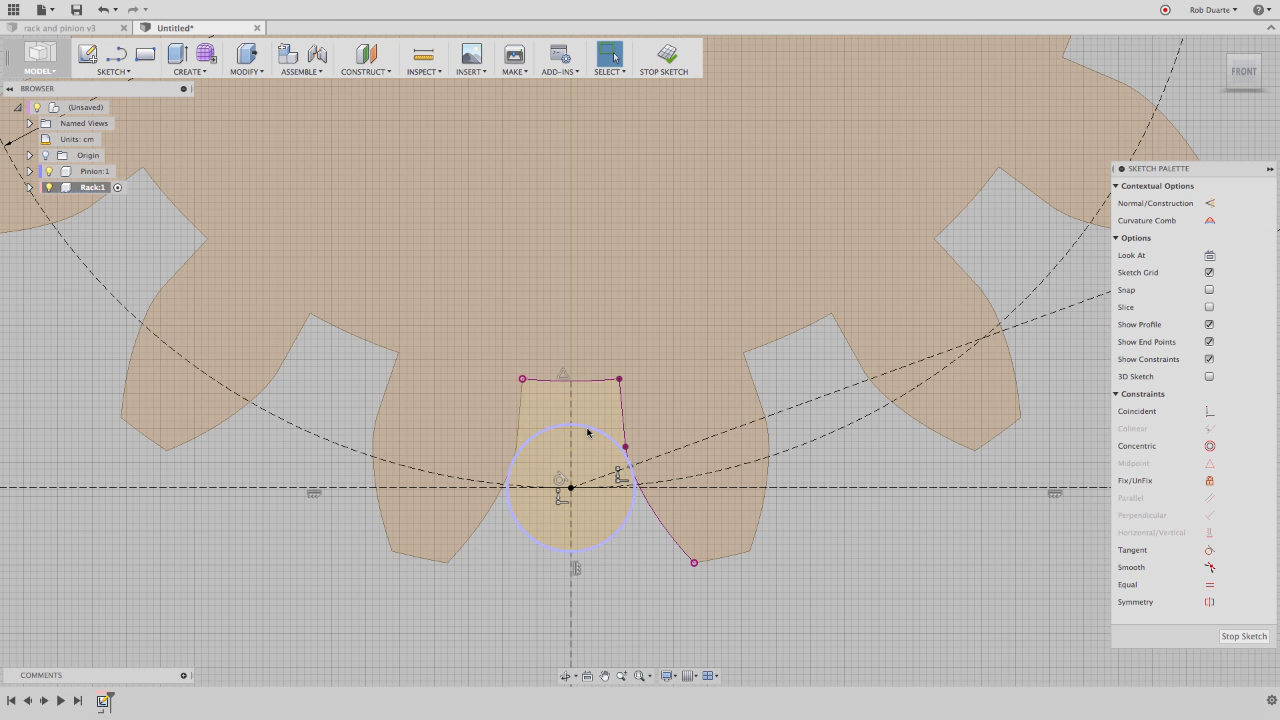 Rob Duarte
rack and pinion v3
Untitled*
MODEL
SKETCH
CREATE
MODIFY
ASSEMBLE
CONSTRUCT
INSPECT
INSERT
MAKE
ADD-INS
SELECT
STOP SKETCH
FRONT
BROWSER
(Unsaved)
Named Views
Units: cm
Origin
Pinion:1
Rack:1
SKETCH PALETTE
Contextual Options
Normal/Construction
Curvature Comb
Options
Look At
Sketch Grid
Snap
Slice
Show Profile
Show End Points
Show Constraints
3D Sketch
Constraints
Coincident
Colinear
Concentric
Midpoint
Fix/UnFix
Parallel
Perpendicular
Horizontal/Vertical
Tangent
Smooth
Equal
Symmetry
Stop Sketch
COMMENTS